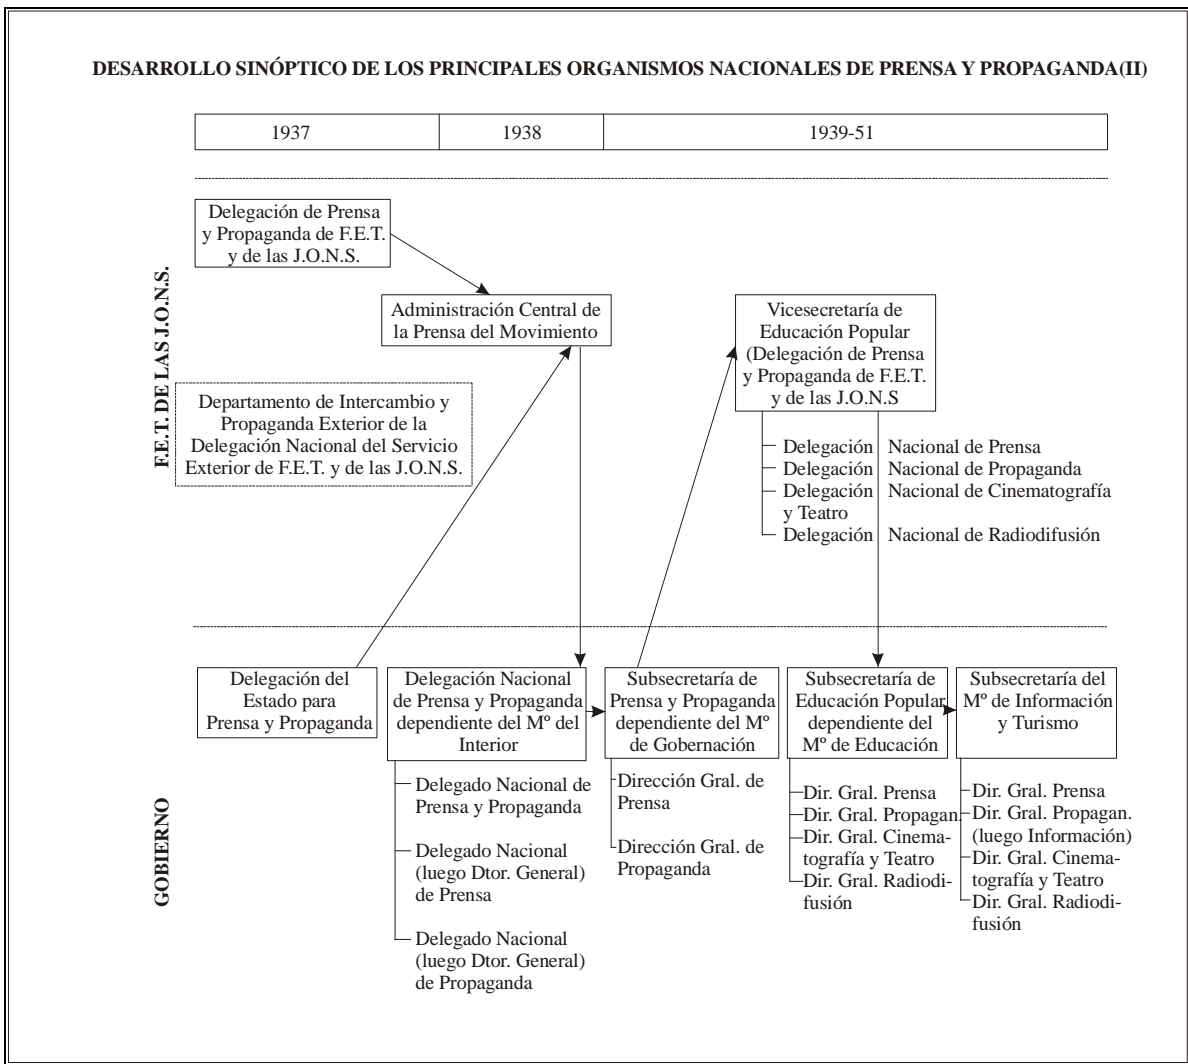 DESARROLLO SINÓPTICO DE LOS PRINCIPALES ORGANISMOS NACIONALES DE PRENSA Y PROPAGANDA(II)
1937
1938
1939-51
F.E.T. DE LAS J.O.N.S.
Delegación de Prensa
y Propaganda de F.E.T.
y de las J.O.N.S.
Administración Central de
la Prensa del Movimiento
Departamento de Intercambio y
Propaganda Exterior de la
Delegación Nacional del Servicio
Exterior de F.E.T. y de las J.O.N.S.
Vicesecretaría de
Educación Popular
(Delegación de Prensa
y Propaganda de F.E.T.
y de las J.O.N.S
Delegación Nacional de Prensa
Delegación Nacional de Propaganda
Delegación Nacional de Cinematografía
y Teatro
Delegación Nacional de Radiodifusión
GOBIERNO
Delegación del
Estado para
Prensa y Propaganda
Delegación Nacional
de Prensa y Propaganda
dependiente del Mº del
Interior
Delegado Nacional de
Prensa y Propaganda
Delegado Nacional
(luego Dtor. General)
de Prensa
Delegado Nacional
(luego Dtor. General)
de Propaganda
Subsecretaría de
Prensa y Propaganda
dependiente del Mº
de Gobernación
Dirección Gral. de
Prensa
Dirección Gral. de
Propaganda
Subsecretaría de
Educación Popular
dependiente del
Mº de Educación
Dir. Gral. Prensa
Dir. Gral. Propagan.
Dir. Gral. Cinema-
tografía y Teatro
Dir. Gral. Radiodi-
fusión
Subsecretaría del
Mº de Información
y Turismo
Dir. Gral. Prensa
Dir. Gral. Propagan.
(luego Información)
Dir. Gral. Cinema-
tografía y Teatro
Dir. Gral. Radiodi-
fusión